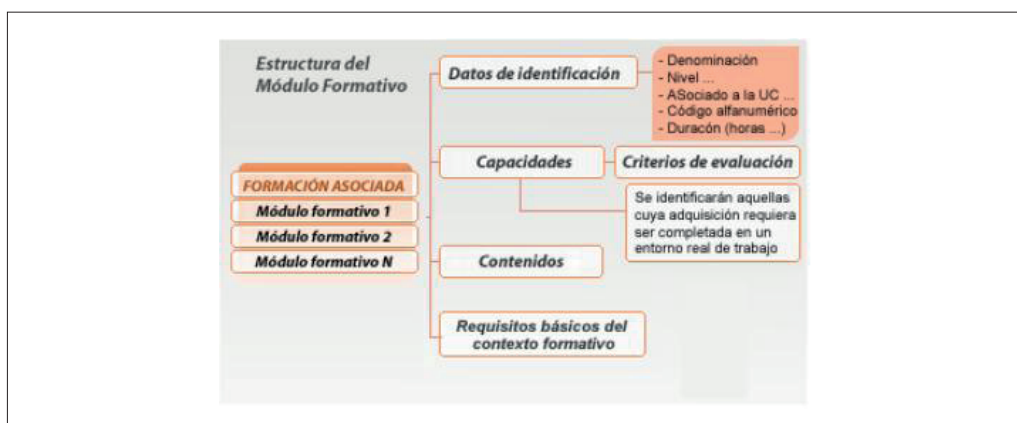 Estructura del
Módulo Formativo
Datos de identificación
- Denominación
- Nivel ...
- ASociado a la UC ...
- Código alfanumérico
- Duracón (horas ...)
Capacidades
Criterios de evaluación
Se identificarán aquellas
cuya adquisición requiera
ser completada en un
entorno real de trabajo
FORMACIÓN ASOCIADA
Módulo formativo 1
Módulo formativo 2
Módulo formativo N
Contenidos
Requisitos básicos del
contexto formativo